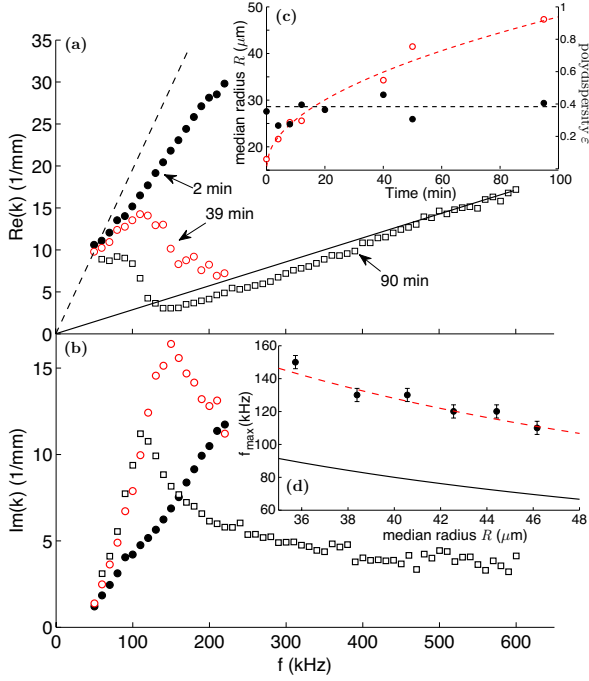 (a)
35
30
25
20
15
10
5
0
Re(k) (1/mm)
2 min
39 min
90 min
(c)
50
40
30
20
median radius R (μm)
1
0.8
0.6
0.4
0.2
polydispersity ε
0 20 40 60 80 100
Time (min)
(b)
15
10
5
0
Im(k) (1/mm)
0 100 200 300 400 500 600
f (kHz)
160
140
120
100
80
60
f max (kHz)
(d)
36 38 40 42 44 46 48
median radius R (μm)